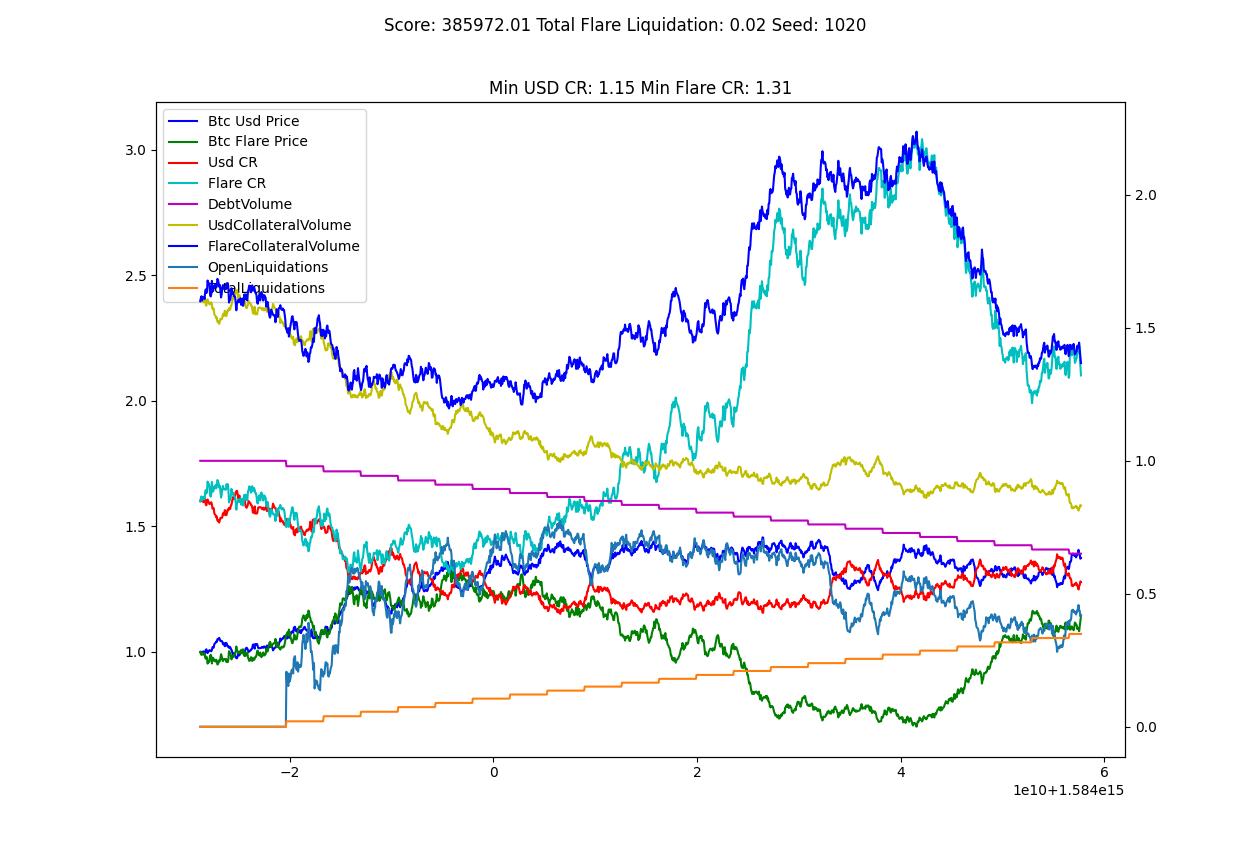 Score: 385972.01 Total Flare Liquidation: 0.02 Seed: 1020
Min USD CR: 1.15 Min Flare CR: 1.31
Btc Usd Price
Btc Flare Price
Usd CR
Flare CR
DebtVolume
UsdCollateralVolume
FlareCollateralVolume
OpenLiquidations
TotalLiquidations
3.0
2.5
2.0
1.5
1.0
2.0
1.5
1.0
0.5
0.0
−2
0
2
4
6
1e10+1.584e15